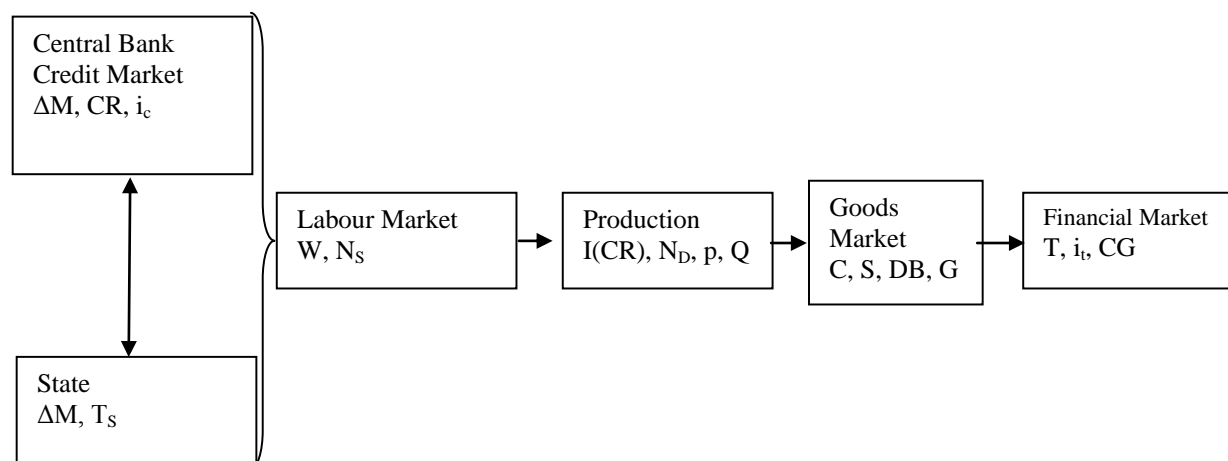 Central Bank
Credit Market
ΔM, CR, i_c
State
ΔM, T_S
Labour Market
W, N_S
Production
I(CR), N_D, p, Q
Goods
Market
C, S, DB, G
Financial Market
T, i_t, CG